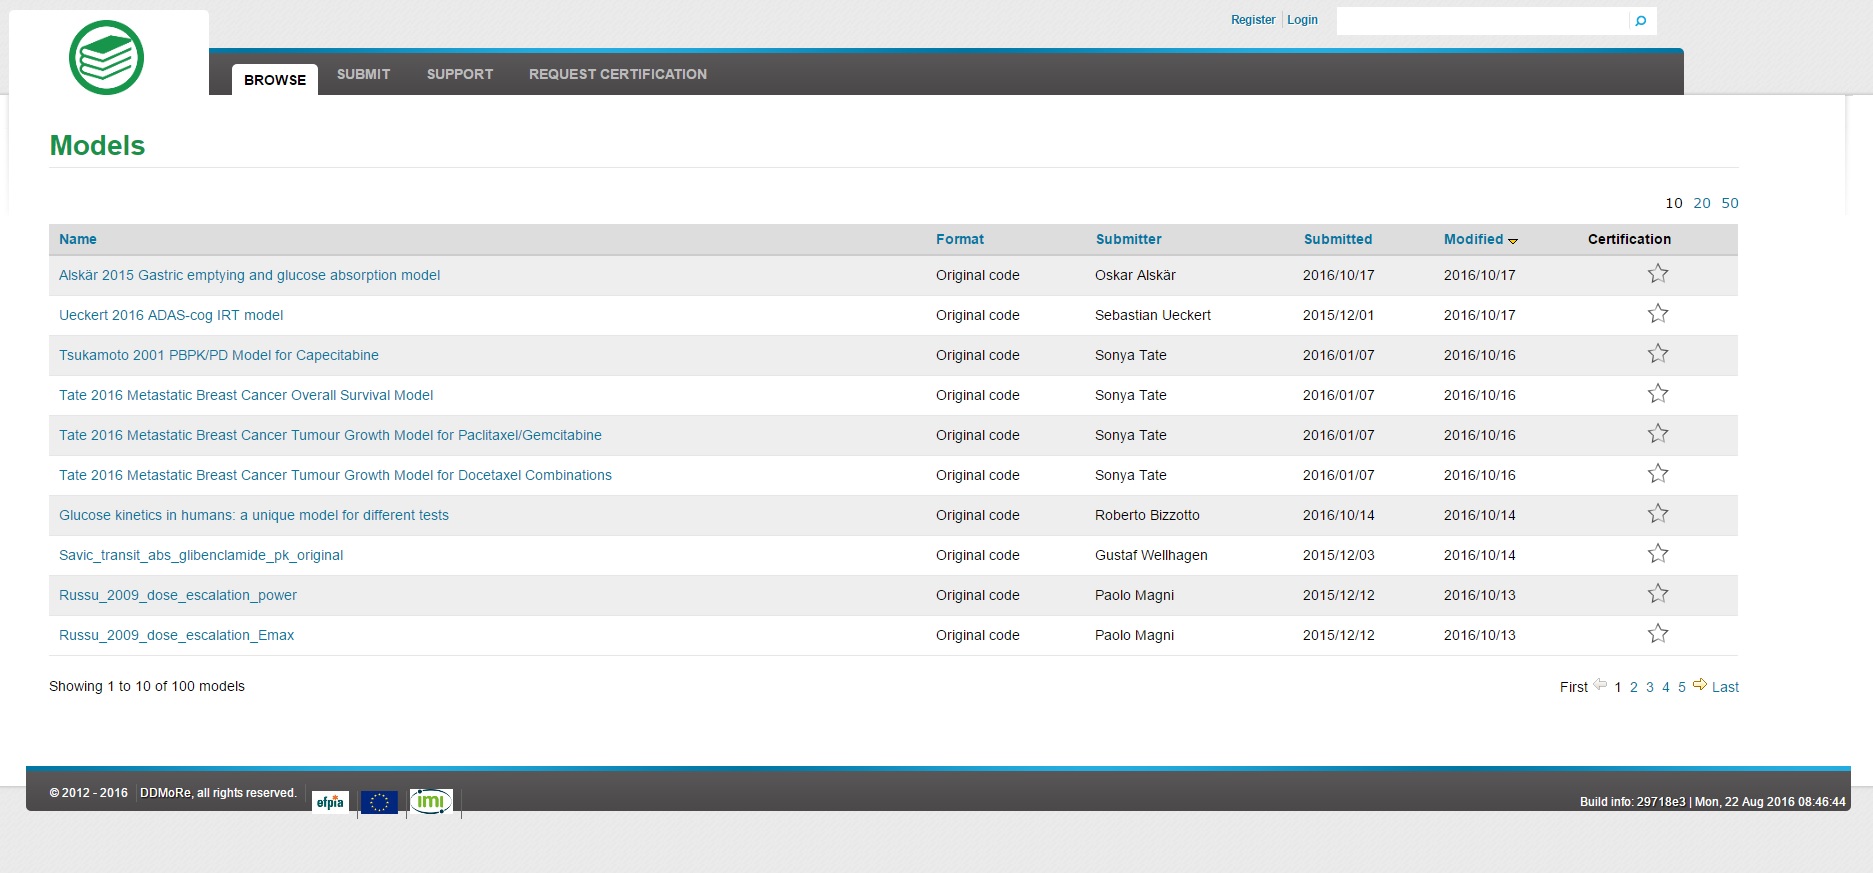 Register Login
BROWSE SUBMIT SUPPORT REQUEST CERTIFICATION
Models
10 20 50
Name Format Submitter Submitted Modified Certification
Alskär 2015 Gastric emptying and glucose absorption model Original code Oskar Alskär 2016/10/17 2016/10/17
Ueckert 2016 ADAS-cog IRT model Original code Sebastian Ueckert 2015/12/01 2016/10/17
Tsukamoto 2001 PBPK/PD Model for Capecitabine Original code Sonya Tate 2016/01/07 2016/10/16
Tate 2016 Metastatic Breast Cancer Overall Survival Model Original code Sonya Tate 2016/01/07 2016/10/16
Tate 2016 Metastatic Breast Cancer Tumour Growth Model for Paclitaxel/Gemcitabine Original code Sonya Tate 2016/01/07 2016/10/16
Tate 2016 Metastatic Breast Cancer Tumour Growth Model for Docetaxel Combinations Original code Sonya Tate 2016/01/07 2016/10/16
Glucose kinetics in humans: a unique model for different tests Original code Roberto Bizzotto 2016/10/14 2016/10/14
Savic_transit_abs_glibenclamide_pk_original Original code Gustaf Wellhagen 2015/12/03 2016/10/14
Russu_2009_dose_escalation_power Original code Paolo Magni 2015/12/12 2016/10/13
Russu_2009_dose_escalation_Emax Original code Paolo Magni 2015/12/12 2016/10/13
Showing 1 to 10 of 100 models First 1 2 3 4 5 Last
© 2012 - 2016 DDMoRe, all rights reserved. efpia imi Build info: 29718e3 | Mon, 22 Aug 2016 08:46:44